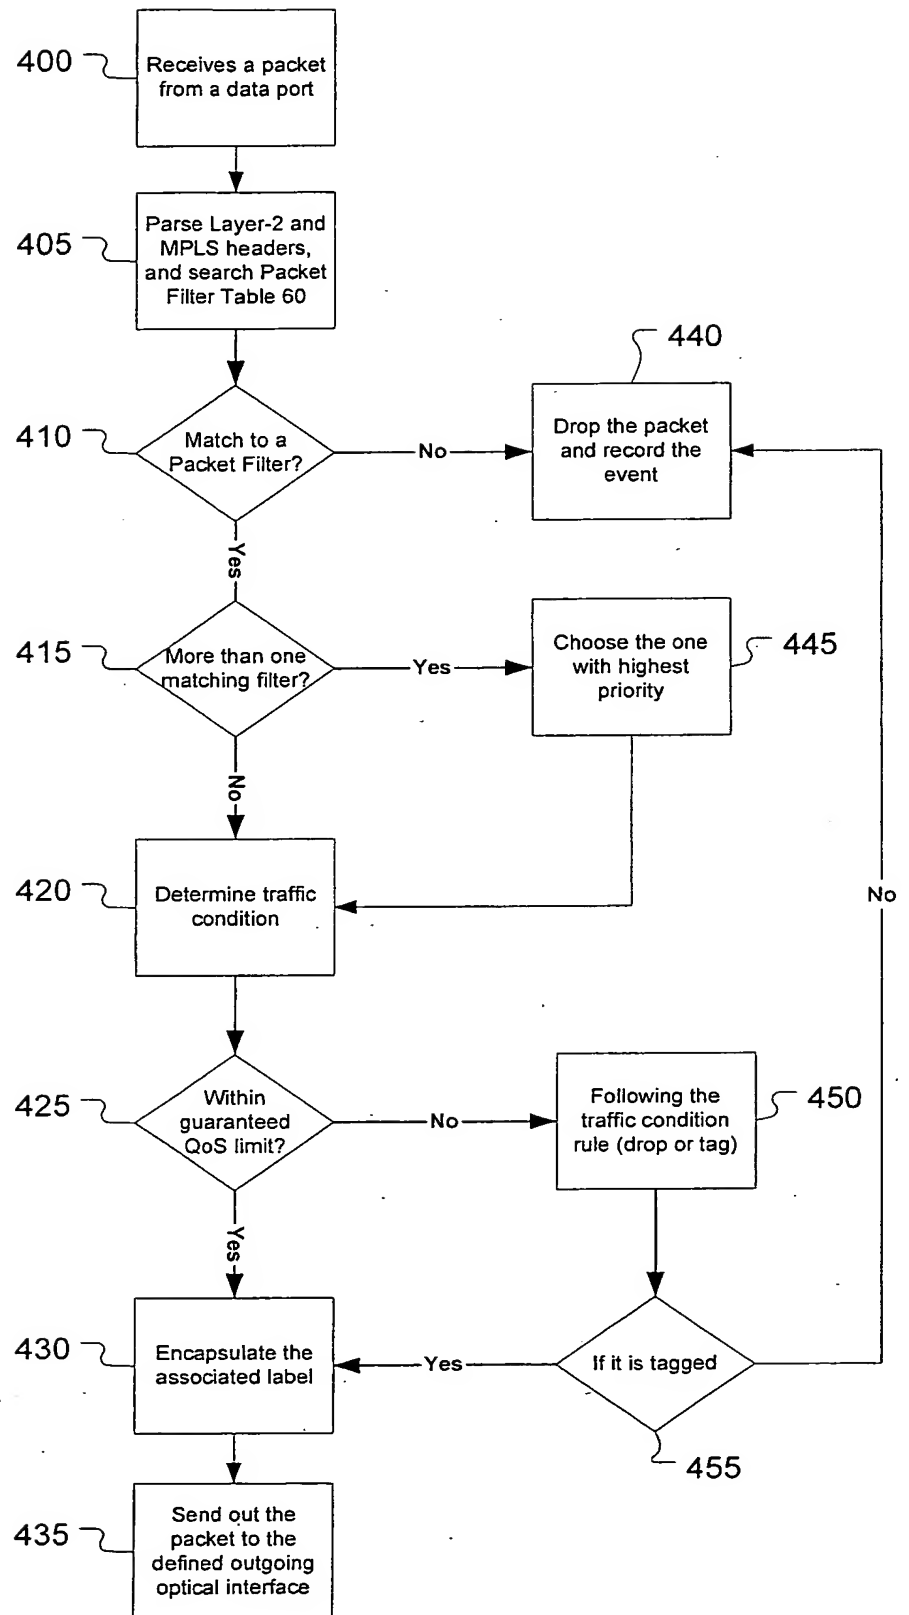 400
Receives a packet
from a data port
405
Parse Layer-2 and
MPLS headers,
and search Packet
Filter Table 60
410
Match to a
Packet Filter?
No
440
Drop the packet
and record the
event
Yes
415
More than one
matching filter?
Yes
Choose the one
with highest
priority
445
No
420
Determine traffic
condition
No
425
Within
guaranteed
QoS limit?
No
Following the
traffic condition
rule (drop or tag)
450
Yes
430
Encapsulate the
associated label
Yes
If it is tagged
455
435
Send out the
packet to the
defined outgoing
optical interface